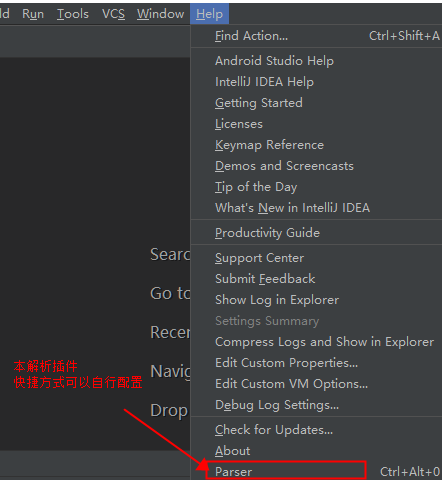 ld Run Tools VCS Window Help
Find Action... Ctrl+Shift+A
Android Studio Help
IntelliJ IDEA Help
Getting Started
Licenses
Keymap Reference
Demos and Screencasts
Tip of the Day
What's New in IntelliJ IDEA
Productivity Guide
Support Center
Submit Feedback
Show Log in Explorer
Settings Summary
Compress Logs and Show in Explorer
Edit Custom Properties...
Edit Custom VM Options...
Debug Log Settings...
Check for Updates...
About
Parser Ctrl+Alt+0
Searc
Go to
Recen
Navig
Drop
本解析插件
快捷方式可以自行配置